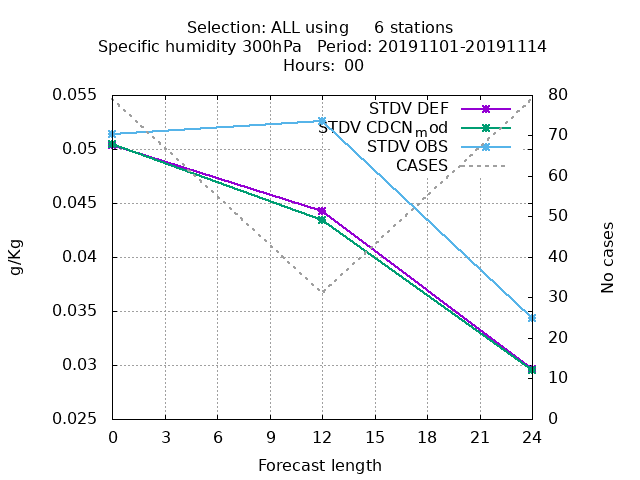 Selection: ALL using     6 stations
Specific humidity 300hPa   Period: 20191101-20191114
Hours: 00
0.055
0.05
0.045
0.04
0.035
0.03
0.025
80
70
60
50
40
30
20
10
0
STDV DEF
STDV CDCNmod
STDV OBS
CASES
g/Kg
No cases
0 3 6 9 12 15 18 21 24
Forecast length